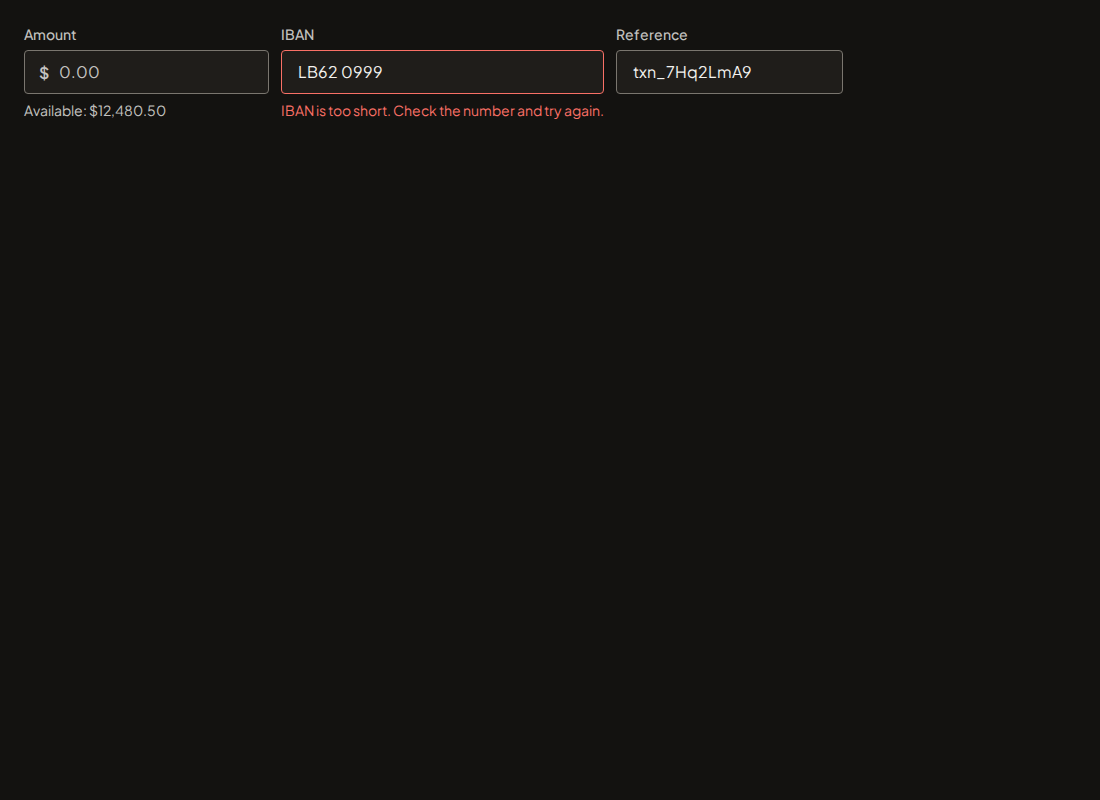 Amount
$ 0.00
Available: $12,480.50
IBAN
LB62 0999
IBAN is too short. Check the number and try again.
Reference
txn_7Hq2LmA9